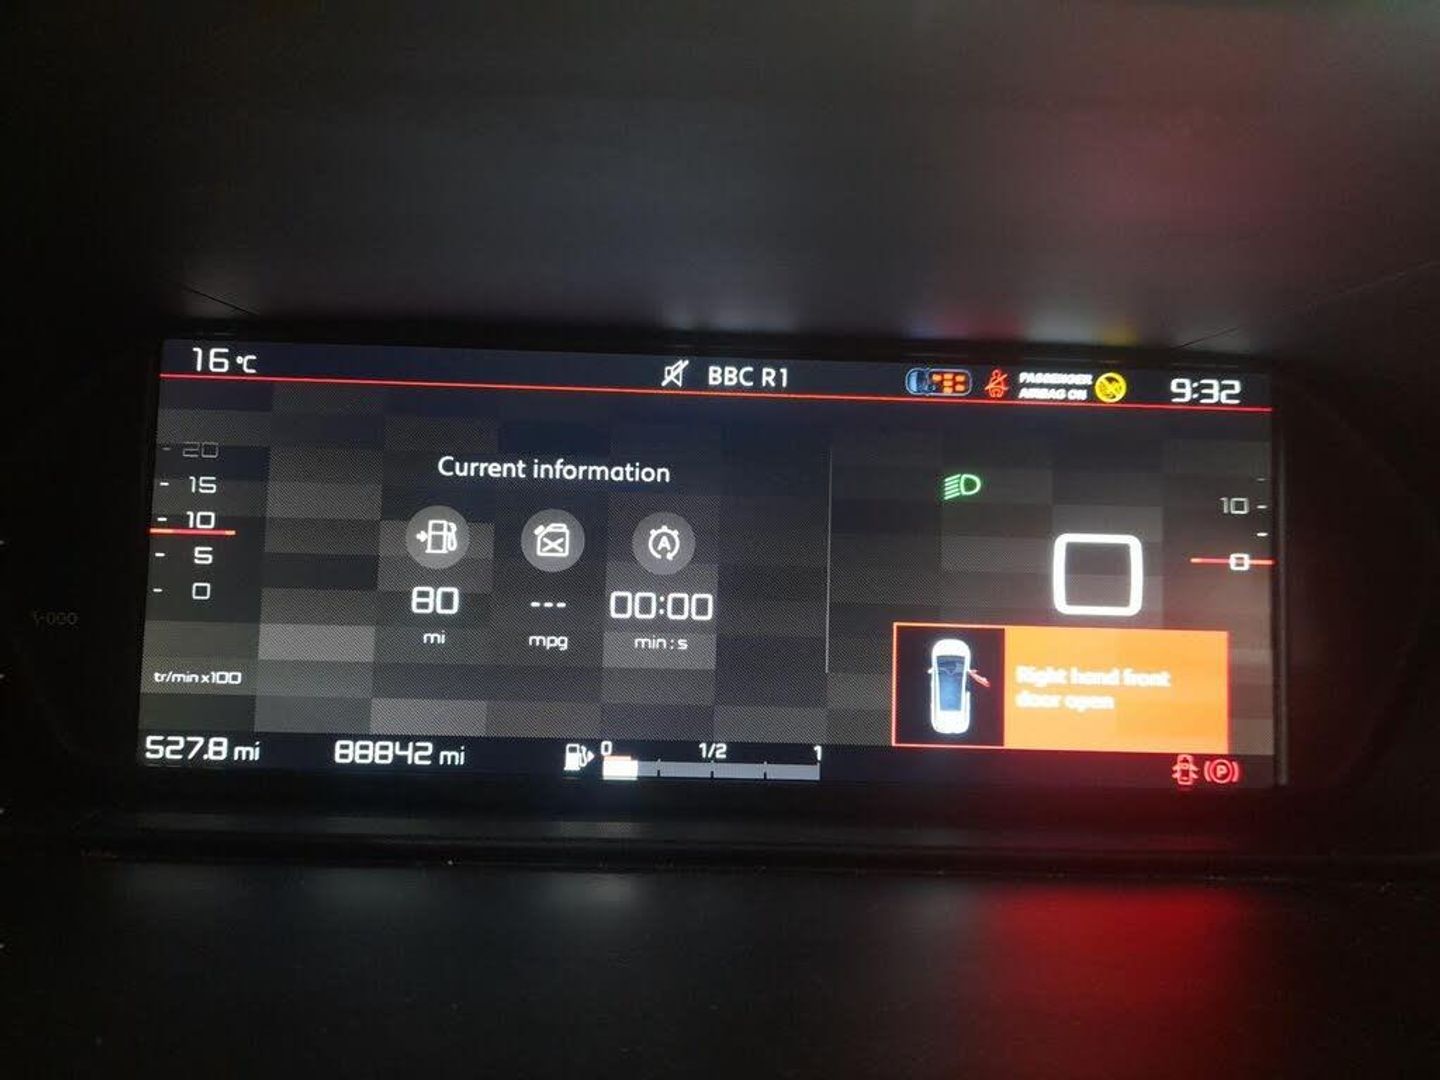 16 °C
BBC R1
PASSENGER
AIRBAG ON
9:32
20
15
10
5
0
tr/min x100
Current information
A
80
mi
---
mpg
00:00
min : s
10
0
0
Right hand front
door open
527.8 mi
88842 mi
0 1/2 1
P